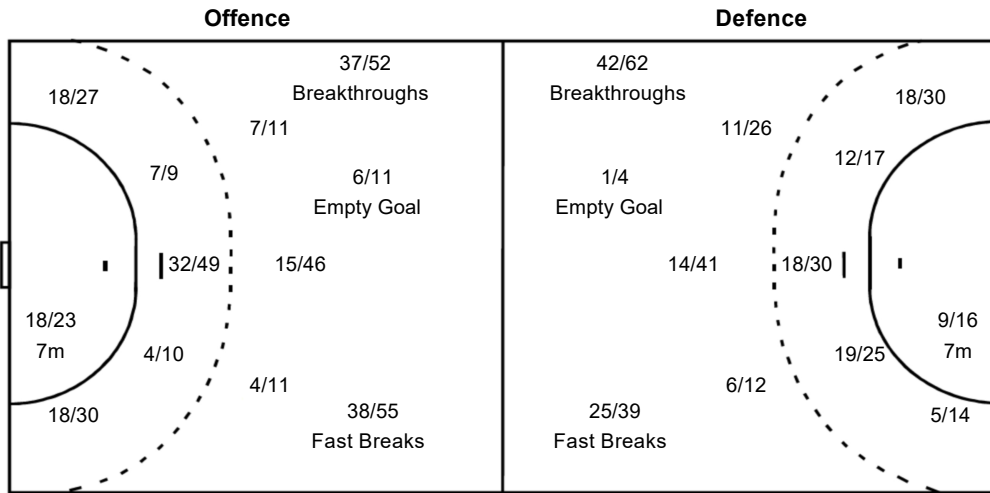 Offence
Defence
37/52
Breakthroughs
18/27
7/11
7/9
6/11
Empty Goal
32/49
15/46
18/23
7m
4/10
4/11
18/30
38/55
Fast Breaks
42/62
Breakthroughs
18/30
11/26
12/17
1/4
Empty Goal
14/41
18/30
9/16
7m
19/25
6/12
25/39
Fast Breaks
5/14